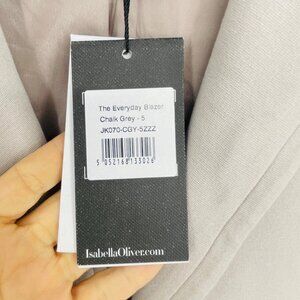 The Everyday Blazer
Chalk Grey - 5
JK070-CGY-5ZZZ
5 052168 133026
IsabellaOliver.com